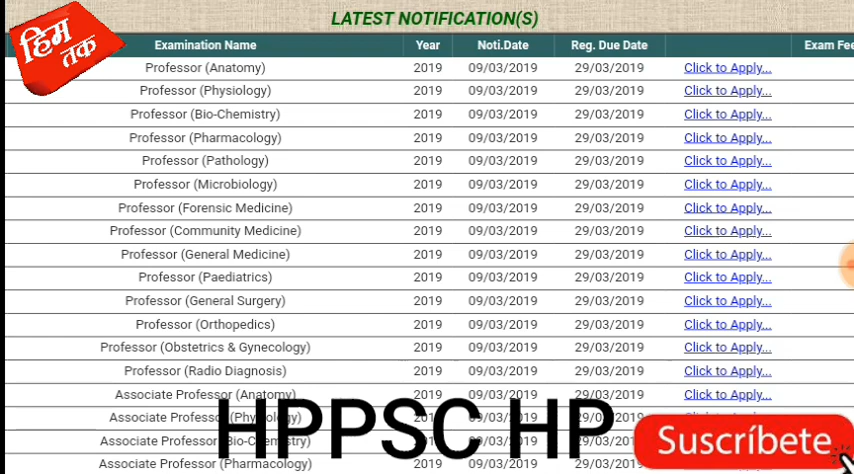 हिम
तक
LATEST NOTIFICATION(S)
Examination Name Year Noti.Date Reg. Due Date Exam Fee
Professor (Anatomy) 2019 09/03/2019 29/03/2019 Click to Apply...
Professor (Physiology) 2019 09/03/2019 29/03/2019 Click to Apply...
Professor (Bio-Chemistry) 2019 09/03/2019 29/03/2019 Click to Apply...
Professor (Pharmacology) 2019 09/03/2019 29/03/2019 Click to Apply...
Professor (Pathology) 2019 09/03/2019 29/03/2019 Click to Apply...
Professor (Microbiology) 2019 09/03/2019 29/03/2019 Click to Apply...
Professor (Forensic Medicine) 2019 09/03/2019 29/03/2019 Click to Apply...
Professor (Community Medicine) 2019 09/03/2019 29/03/2019 Click to Apply...
Professor (General Medicine) 2019 09/03/2019 29/03/2019 Click to Apply...
Professor (Paediatrics) 2019 09/03/2019 29/03/2019 Click to Apply...
Professor (General Surgery) 2019 09/03/2019 29/03/2019 Click to Apply...
Professor (Orthopedics) 2019 09/03/2019 29/03/2019 Click to Apply...
Professor (Obstetrics & Gynecology) 2019 09/03/2019 29/03/2019 Click to Apply...
Professor (Radio Diagnosis) 2019 09/03/2019 29/03/2019 Click to Apply...
Associate Professor (Anatomy) 2019 09/03/2019 29/03/2019 Click to Apply...
Associate Professor (Physiology)
Associate Professor (Bio-Chemistry)
Associate Professor (Pharmacology) 2019 09/03/2019
HPPSC HP
Suscríbete